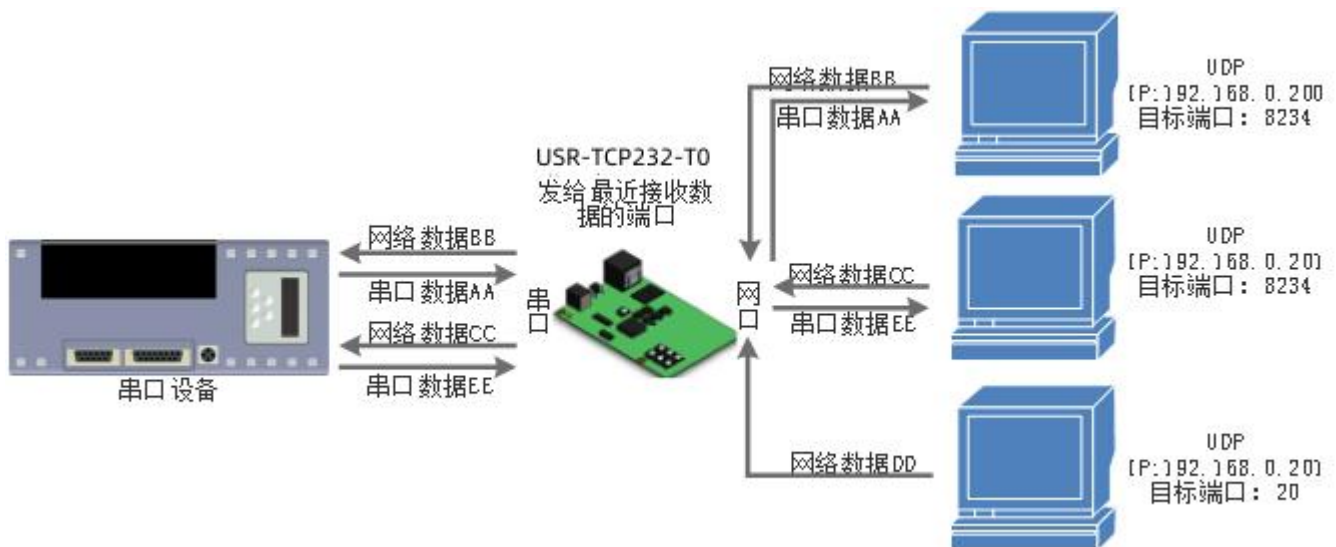 网络数据BB
串口数据AA
UDP
IP:192.168.0.200
目标端口：8234
USR-TCP232-T0
发给最近接收数
据的端口
网络数据BB
串口数据AA
网络数据CC
串口数据EE
串口设备
串口
网口
网络数据CC
串口数据EE
UDP
IP:192.168.0.201
目标端口：8234
网络数据DD
UDP
IP:192.168.0.201
目标端口：20